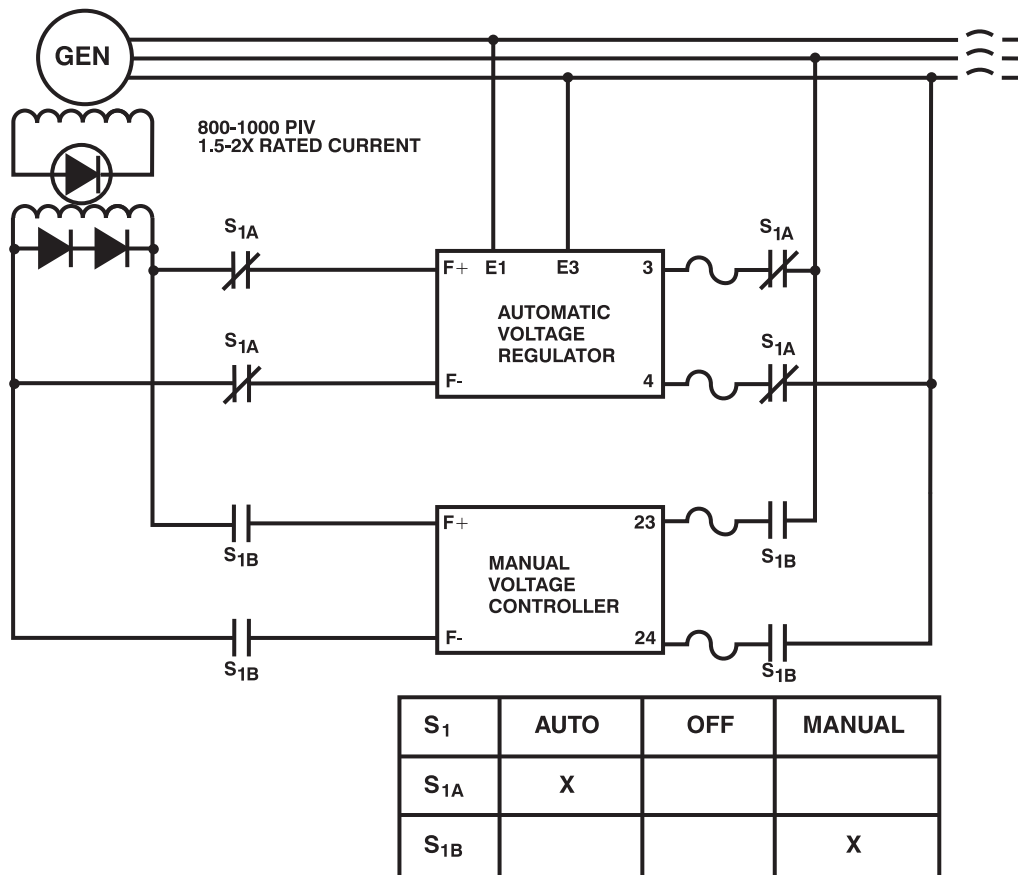 GEN
800-1000 PIV
1.5-2X RATED CURRENT
S1A
S1A
F+ E1 E3 3
AUTOMATIC
VOLTAGE
REGULATOR
S1A
S1A
F- 4
F+ 23
S1B
S1B
MANUAL
VOLTAGE
CONTROLLER
F- 24
S1B
S1B
S1 AUTO OFF MANUAL
S1A X
S1B X